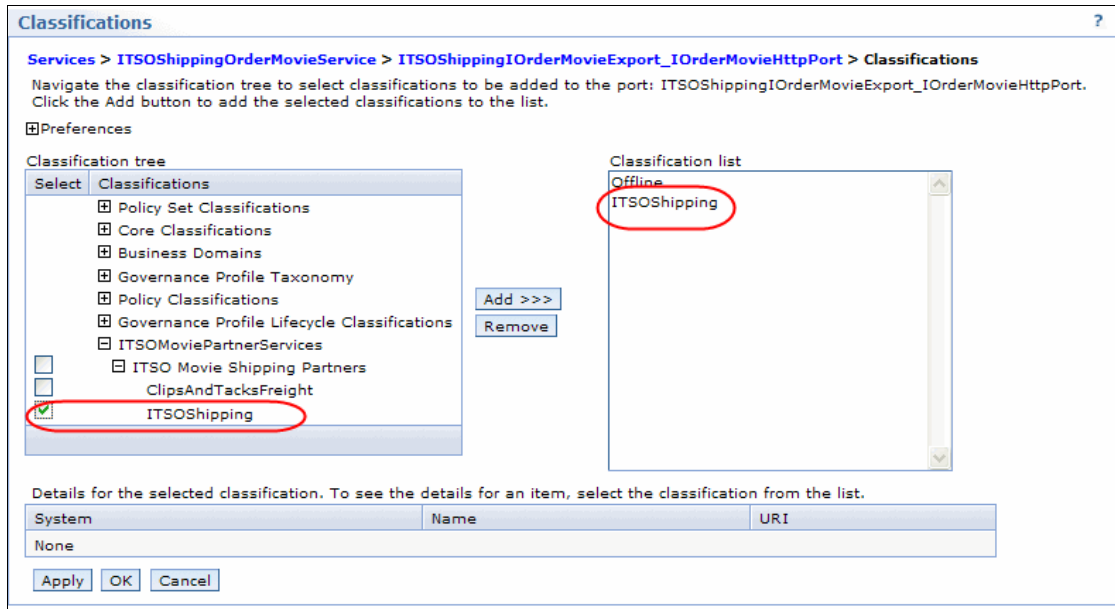 Classifications ?
Services > ITSOShippingOrderMovieService > ITSOShippingIOrderMovieExport_IOrderMovieHttpPort > Classifications
Navigate the classification tree to select classifications to be added to the port: ITSOShippingIOrderMovieExport_IOrderMovieHttpPort.
Click the Add button to add the selected classifications to the list.
Preferences
Classification tree
Select Classifications
Policy Set Classifications
Core Classifications
Business Domains
Governance Profile Taxonomy
Policy Classifications
Governance Profile Lifecycle Classifications
ITSOMoviePartnerServices
ITSO Movie Shipping Partners
ClipsAndTacksFreight
ITSOShipping
Add >>>
Remove
Classification list
Offline
ITSOShipping
Details for the selected classification. To see the details for an item, select the classification from the list.
System Name URI
None
Apply OK Cancel